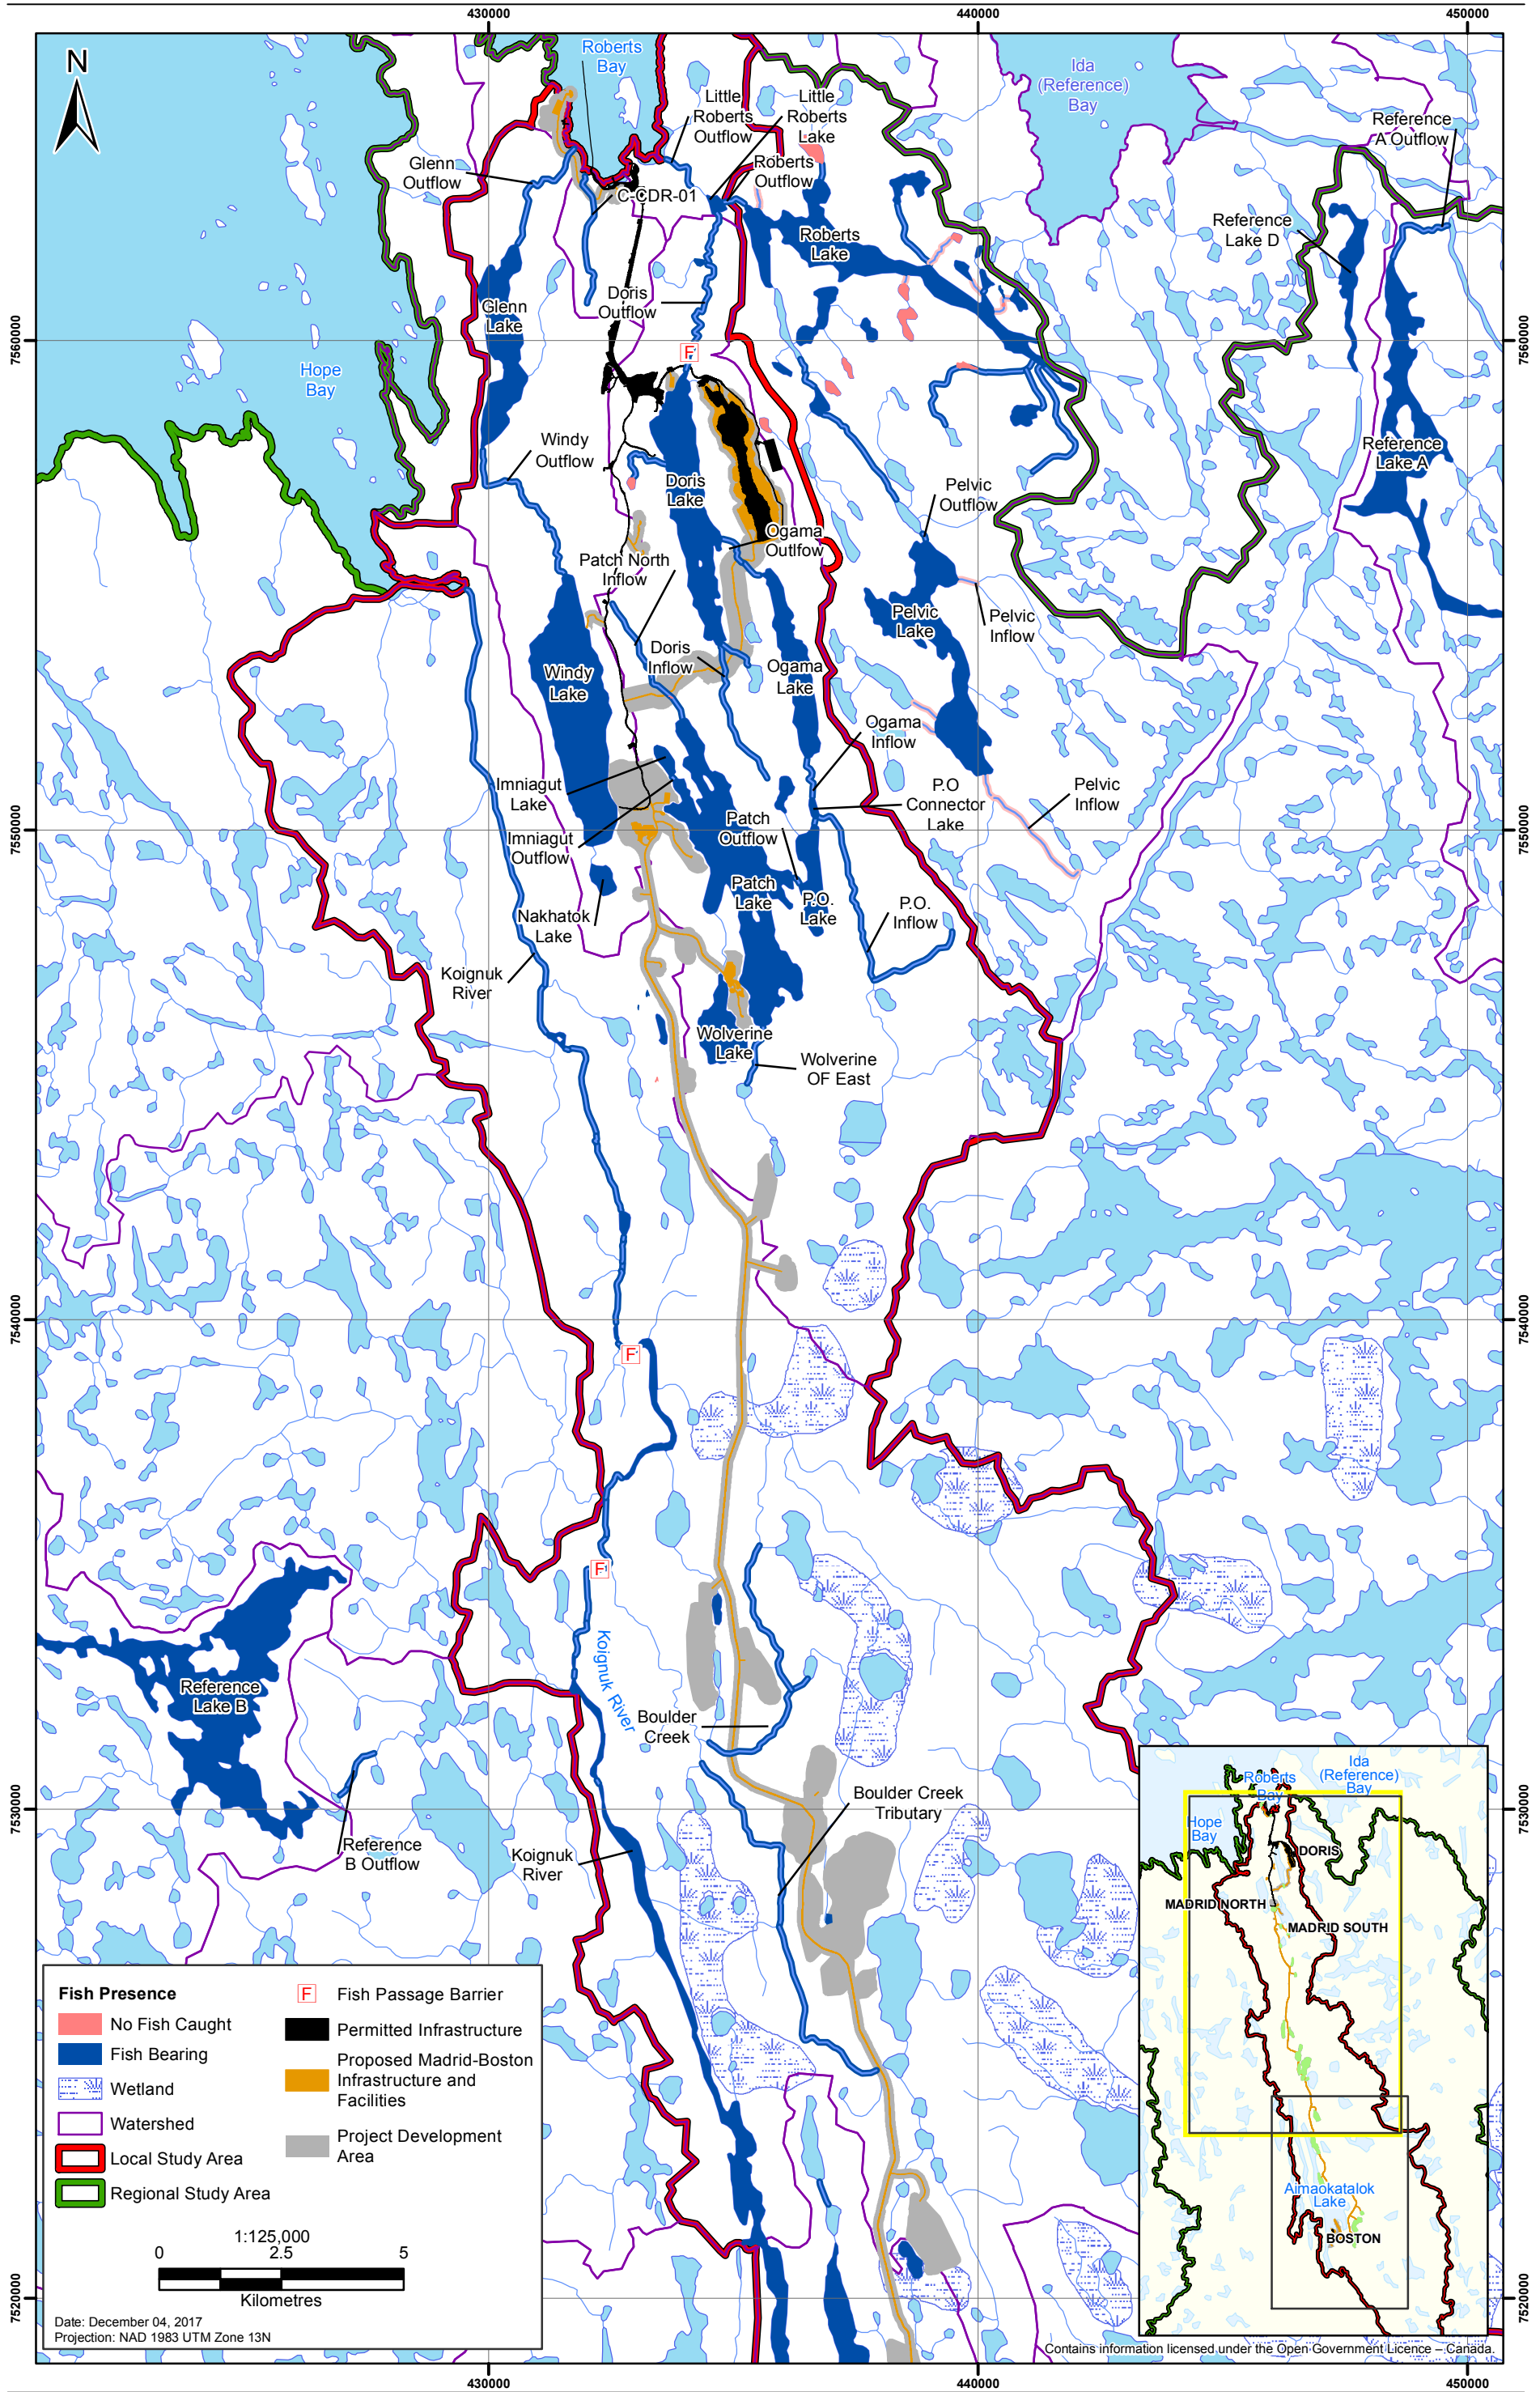 430000
440000
450000
N
Roberts
Bay
Ida
(Reference)
Bay
Little
Roberts
Outflow
Little
Roberts
Lake
Reference
A Outflow
Glenn
Outflow
Roberts
Outflow
C-CDR-01
Reference
Lake D
Roberts
Lake
Doris
Outflow
Glenn
Lake
7560000
7560000
F
Hope
Bay
Windy
Outflow
Reference
Lake A
Doris
Lake
Pelvic
Outflow
Ogama
Outlfow
Patch North
Inflow
Pelvic
Lake
Pelvic
Inflow
Doris
Inflow
Windy
Lake
Ogama
Lake
Ogama
Inflow
Imniagut
Lake
P.O
Connector
Lake
Pelvic
Inflow
Patch
Outflow
7550000
7550000
Imniagut
Outflow
Patch
Lake
P.O.
Lake
P.O.
Inflow
Nakhatok
Lake
Koignuk
River
Wolverine
Lake
Wolverine
OF East
7540000
7540000
F
F
Koignuk River
Reference
Lake B
Boulder
Creek
Boulder Creek
Tributary
7530000
7530000
Reference
B Outflow
Koignuk
River
Roberts
Bay
Ida
(Reference)
Bay
Hope
Bay
DORIS
MADRID NORTH
MADRID SOUTH
Aimaokatalok
Lake
BOSTON
Fish Presence
No Fish Caught
Fish Bearing
Wetland
Watershed
Local Study Area
Regional Study Area
F Fish Passage Barrier
Permitted Infrastructure
Proposed Madrid-Boston
Infrastructure and
Facilities
Project Development
Area
1:125,000
0 2.5 5
Kilometres
Date: December 04, 2017
Projection: NAD 1983 UTM Zone 13N
7520000
7520000
Contains information licensed under the Open Government Licence – Canada.
430000
440000
450000